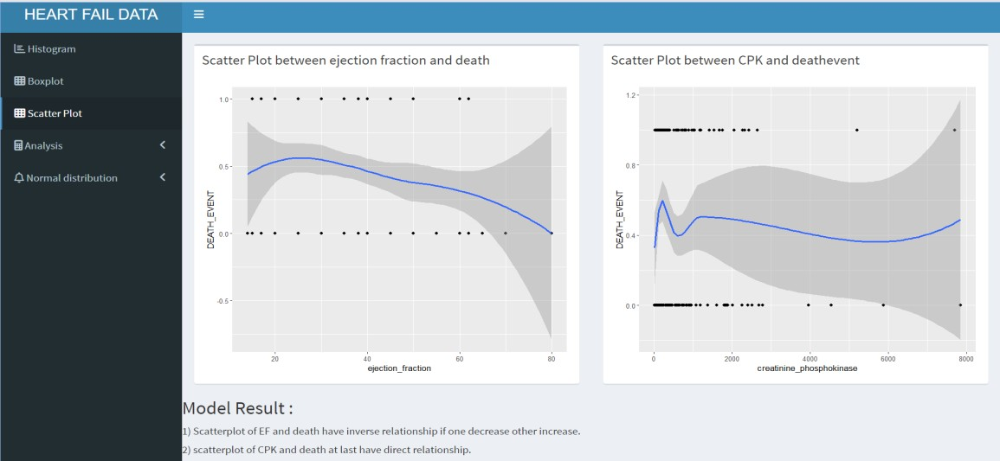 HEART FAIL DATA
Histogram
Boxplot
Scatter Plot
Analysis
Normal distribution
Scatter Plot between ejection fraction and death
1.0
0.5
0.0
-0.5
DEATH_EVENT
20 40 60 80
ejection_fraction
Scatter Plot between CPK and deathevent
1.2
0.8
0.4
0.0
DEATH_EVENT
0 2000 4000 6000 8000
creatinine_phosphokinase
Model Result :
1) Scatterplot of EF and death have inverse relationship if one decrease other increase.
2) scatterplot of CPK and death at last have direct relationship.